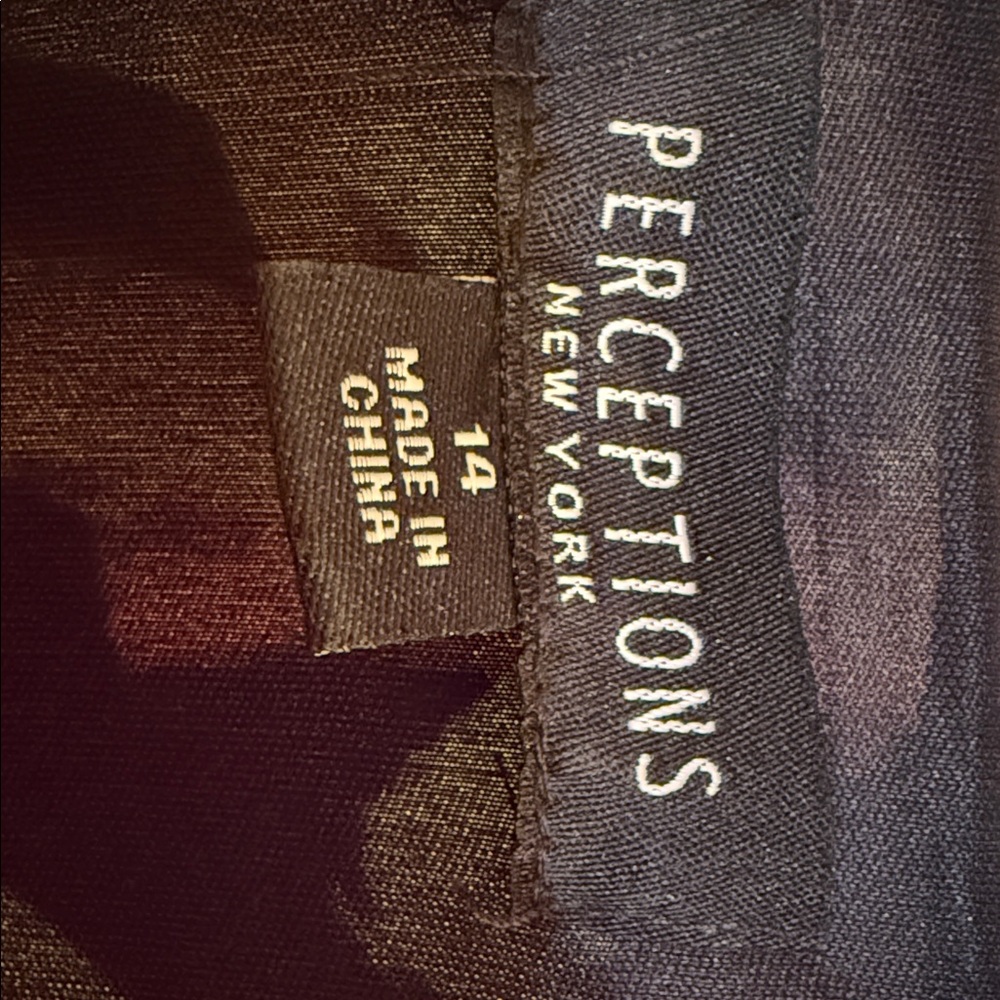 PERCEPTIONS
NEW YORK
14
MADE IN
CHINA